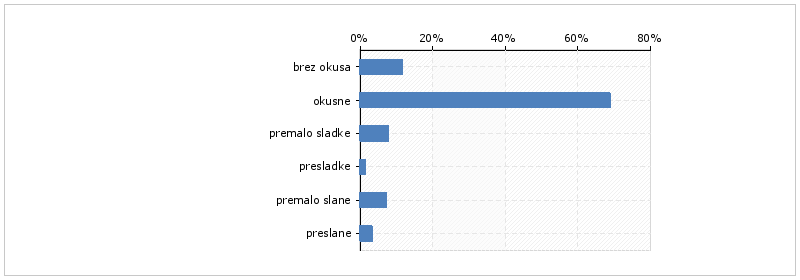 0% 20% 40% 60% 80%
brez okusa
okusne
premalo sladke
presladke
premalo slane
preslane